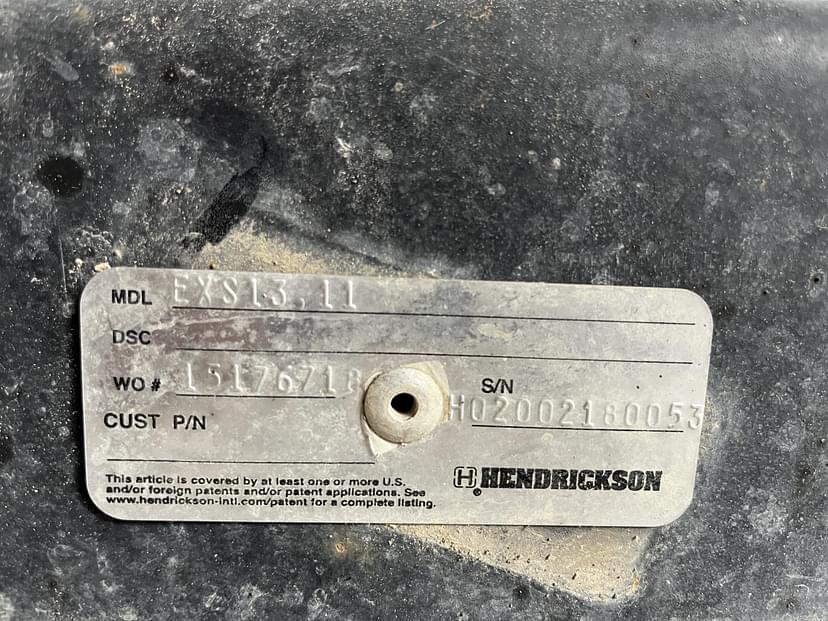 MDL EXS13,11
DSC
WO # 15176718
S/N
H02002180053
CUST P/N
This article is covered by at least one or more U.S.
and/or foreign patents and/or patent applications. See
www.hendrickson-intl.com/patent for a complete listing.
H HENDRICKSON
®